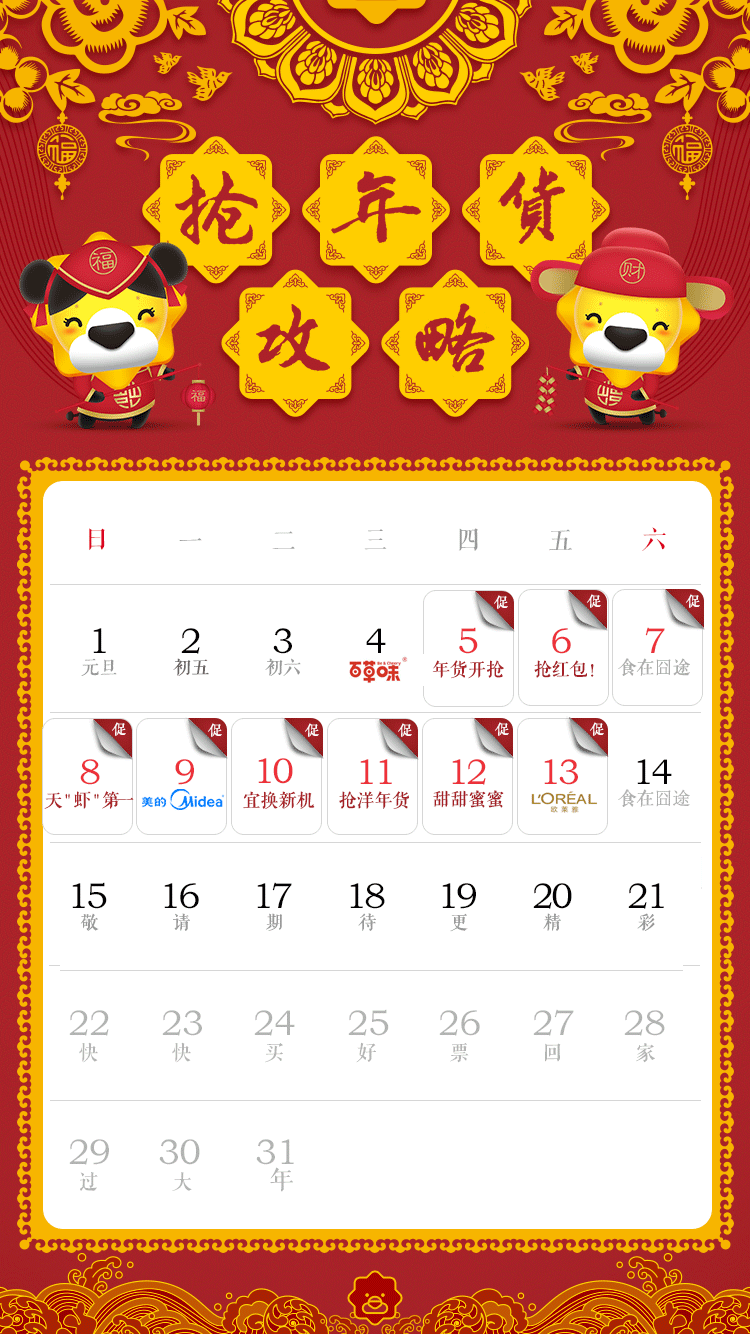 抢年货
攻略
福
财
福
福
福
日 一 二 三 四 五 六
1 2 3 4 5 6 7
元旦 初五 初六 百草味® Be & Cheery 年货开抢 抢红包! 食在囧途
促 促 促
8 9 10 11 12 13 14
天"虾"第一 美的 Midea 宜换新机 抢洋年货 甜甜蜜蜜 L'ORÉAL 欧莱雅 食在囧途
促 促 促 促 促 促
15 16 17 18 19 20 21
敬 请 期 待 更 精 彩
22 23 24 25 26 27 28
快 快 买 好 票 回 家
29 30 31
过 大 年